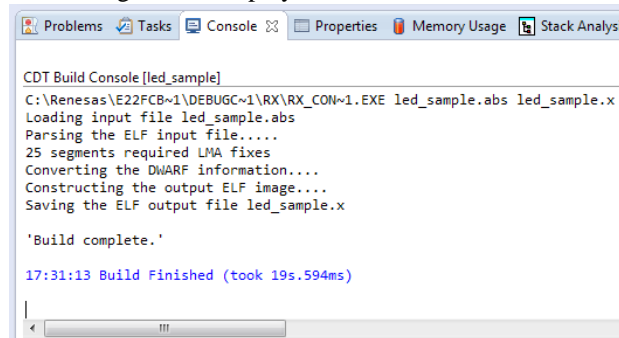 Problems Tasks Console Properties Memory Usage Stack Analys
CDT Build Console [led_sample]
C:\Renesas\E22FCB~1\DEBUGC~1\RX\RX_CON~1.EXE led_sample.abs led_sample.x
Loading input file led_sample.abs
Parsing the ELF input file.....
25 segments required LMA fixes
Converting the DWARF information....
Constructing the output ELF image....
Saving the ELF output file led_sample.x
'Build complete.'
17:31:13 Build Finished (took 19s.594ms)